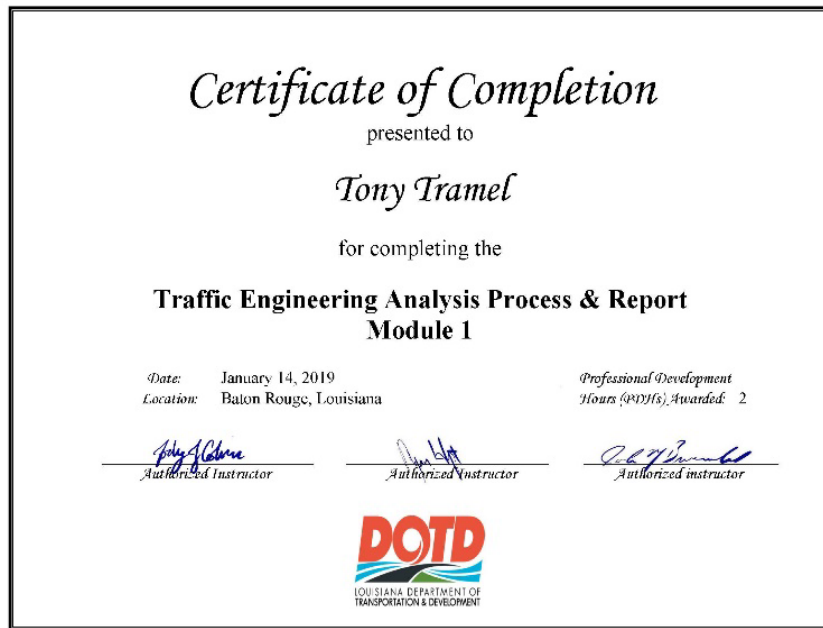 Certificate of Completion
presented to
Tony Tramel
for completing the
Traffic Engineering Analysis Process & Report
Module 1
Date: January 14, 2019
Location: Baton Rouge, Louisiana
Professional Development
Hours (PDHs) Awarded: 2
Authorized Instructor
Authorized Instructor
Authorized instructor
DOTD
LOUISIANA DEPARTMENT OF
TRANSPORTATION & DEVELOPMENT